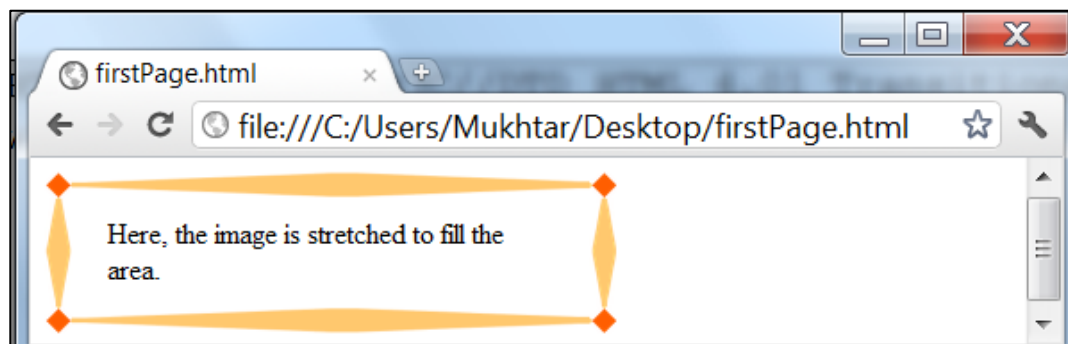 firstPage.html
file:///C:/Users/Mukhtar/Desktop/firstPage.html
Here, the image is stretched to fill the
area.